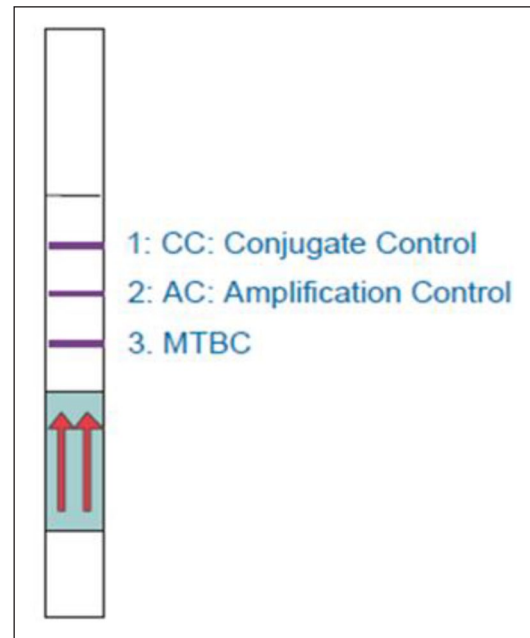 1: CC: Conjugate Control
2: AC: Amplification Control
3. MTBC